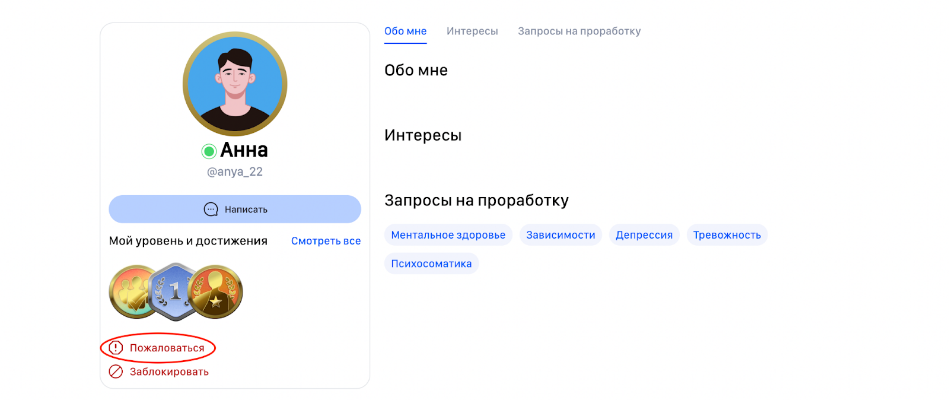 Анна
@anya_22
Написать
Мой уровень и достижения Смотреть все
1
Пожаловаться
Заблокировать
Обо мне Интересы Запросы на проработку
Обо мне
Интересы
Запросы на проработку
Ментальное здоровье Зависимости Депрессия Тревожность
Психосоматика